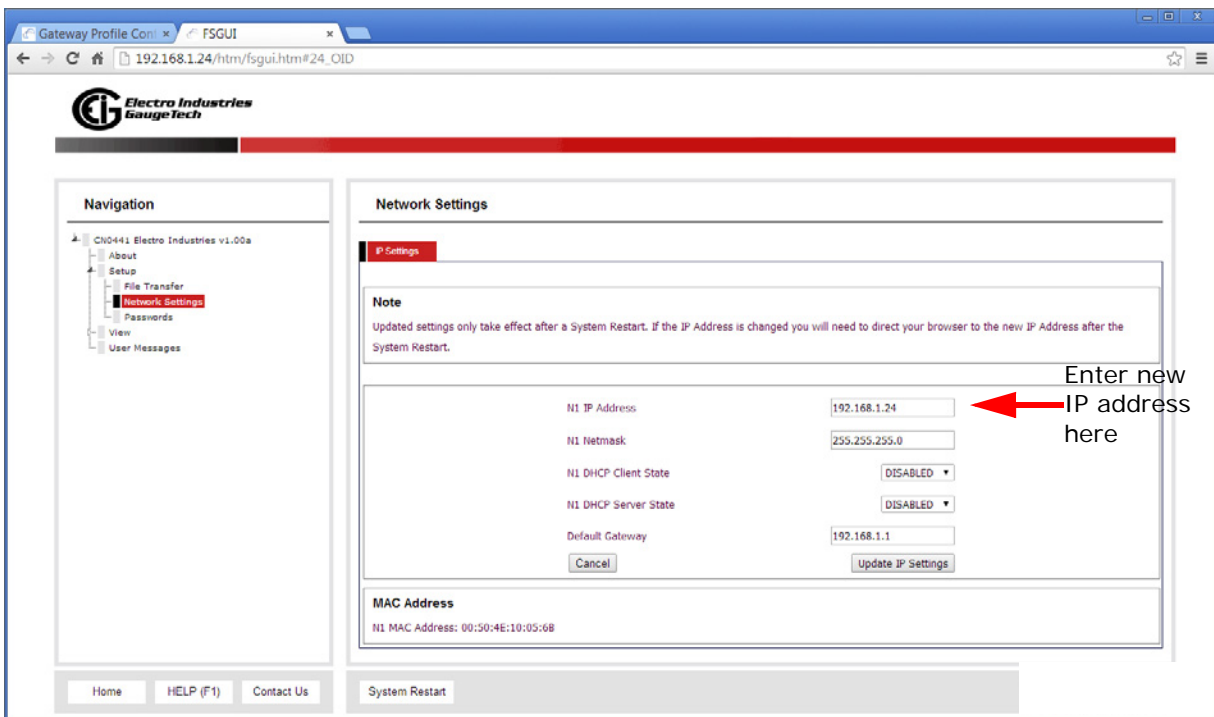 Gateway Profile Con
FSGUI
192.168.1.24/htm/fsgui.htm#24_OID
EIG Electro Industries
GaugeTech
Navigation
CN0441 Electro Industries v1.00a
About
Setup
File Transfer
Network Settings
Passwords
View
User Messages
Network Settings
IP Settings
Note
Updated settings only take effect after a System Restart. If the IP Address is changed you will need to direct your browser to the new IP Address after the
System Restart.
N1 IP Address 192.168.1.24
N1 Netmask 255.255.255.0
N1 DHCP Client State DISABLED
N1 DHCP Server State DISABLED
Default Gateway 192.168.1.1
Cancel Update IP Settings
Enter new
IP address
here
MAC Address
N1 MAC Address: 00:50:4E:10:05:6B
Home HELP (F1) Contact Us System Restart